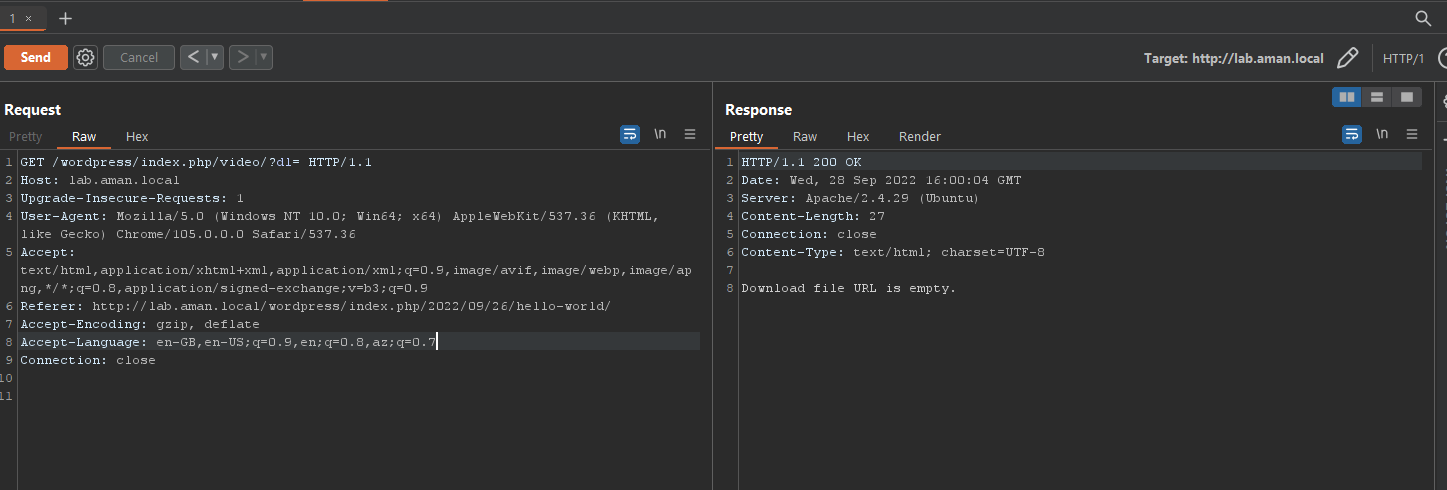 1 × +
Send Cancel < ▼ > ▼ Target: http://lab.aman.local HTTP/1
Request
Pretty Raw Hex \n
1 GET /wordpress/index.php/video/?dl= HTTP/1.1
2 Host: lab.aman.local
3 Upgrade-Insecure-Requests: 1
4 User-Agent: Mozilla/5.0 (Windows NT 10.0; Win64; x64) AppleWebKit/537.36 (KHTML,
like Gecko) Chrome/105.0.0.0 Safari/537.36
5 Accept:
text/html,application/xhtml+xml,application/xml;q=0.9,image/avif,image/webp,image/ap
ng,*/*;q=0.8,application/signed-exchange;v=b3;q=0.9
6 Referer: http://lab.aman.local/wordpress/index.php/2022/09/26/hello-world/
7 Accept-Encoding: gzip, deflate
8 Accept-Language: en-GB,en-US;q=0.9,en;q=0.8,az;q=0.7
9 Connection: close
10
11
Response
Pretty Raw Hex Render \n
1 HTTP/1.1 200 OK
2 Date: Wed, 28 Sep 2022 16:00:04 GMT
3 Server: Apache/2.4.29 (Ubuntu)
4 Content-Length: 27
5 Connection: close
6 Content-Type: text/html; charset=UTF-8
7
8 Download file URL is empty.